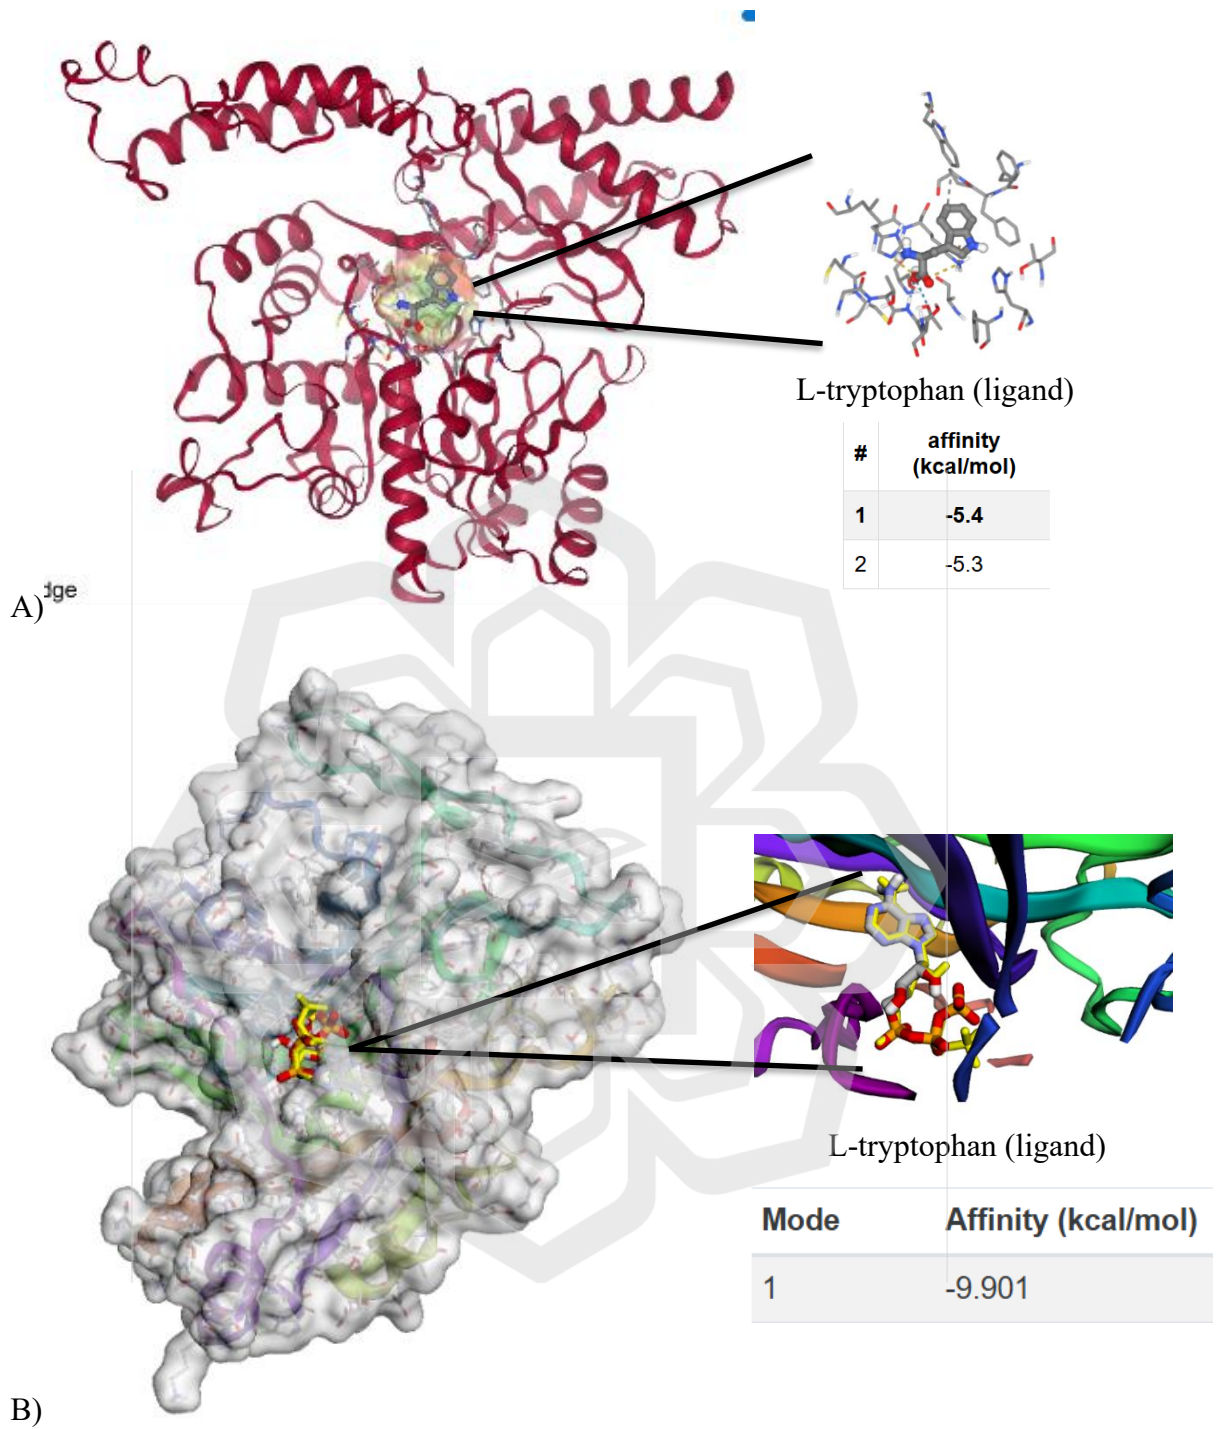 L-tryptophan (ligand)
# affinity (kcal/mol)
1 -5.4
2 -5.3
dge
A)
L-tryptophan (ligand)
Mode Affinity (kcal/mol)
1 -9.901
B)